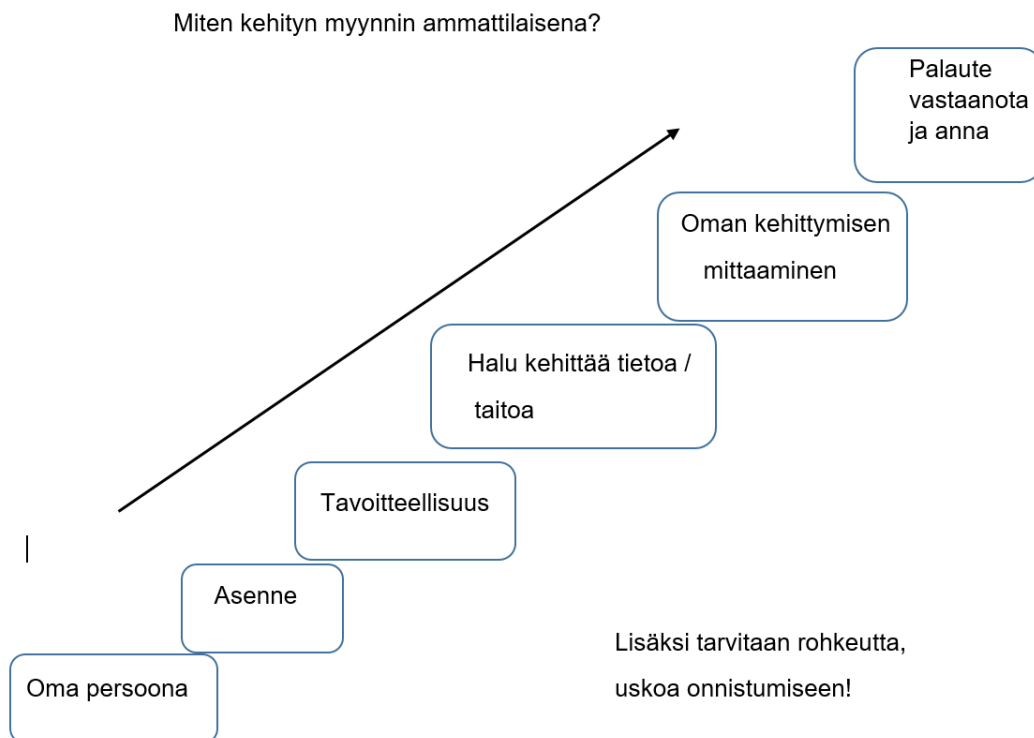 Miten kehityn myynnin ammattilaisena?
Palaute
vastaanota
ja anna
Oman kehittymisen
mittaaminen
Halu kehittää tietoa /
taitoa
Tavoitteellisuus
Asenne
Oma persoona
Lisäksi tarvitaan rohkeutta,
uskoa onnistumiseen!